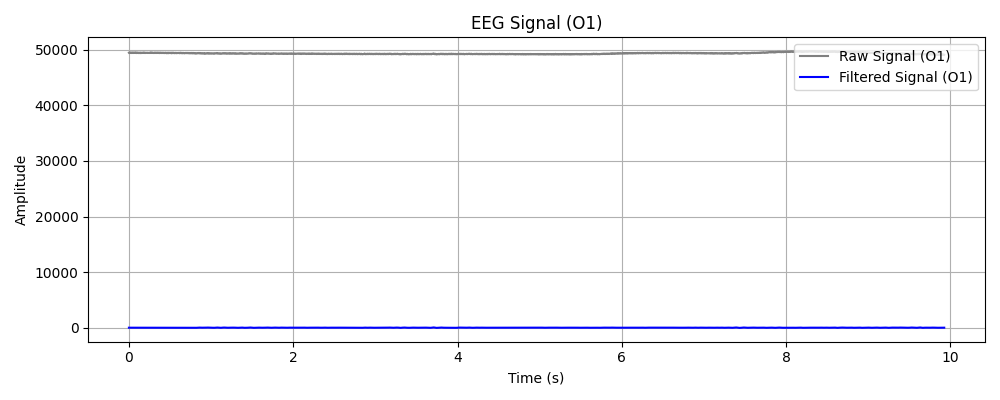 EEG Signal (O1)
Amplitude
50000
40000
30000
20000
10000
0
Raw Signal (O1)
Filtered Signal (O1)
0 2 4 6 8 10
Time (s)